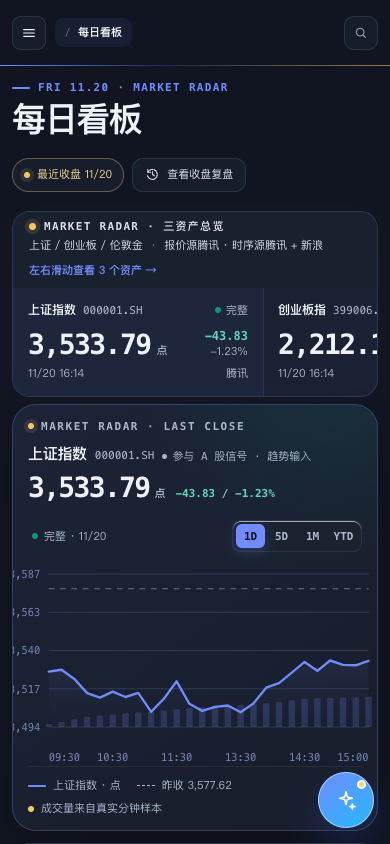 / 每日看板
FRI 11.20 · MARKET RADAR
每日看板
最近收盘 11/20
查看收盘复盘
MARKET RADAR · 三资产总览
上证 / 创业板 / 伦敦金 · 报价源腾讯 · 时序源腾讯 + 新浪
左右滑动查看 3 个资产 →
上证指数 000001.SH 完整
3,533.79 点
-43.83
-1.23%
11/20 16:14 腾讯
创业板指 399006.
2,212.1
11/20 16:14
MARKET RADAR · LAST CLOSE
上证指数 000001.SH 参与 A 股信号 · 趋势输入
3,533.79 点 -43.83 / -1.23%
完整 · 11/20
1D 5D 1M YTD
,587
,563
,540
,517
,494
09:30 10:30 11:30 13:30 14:30 15:00
上证指数 · 点 昨收 3,577.62
成交量来自真实分钟样本